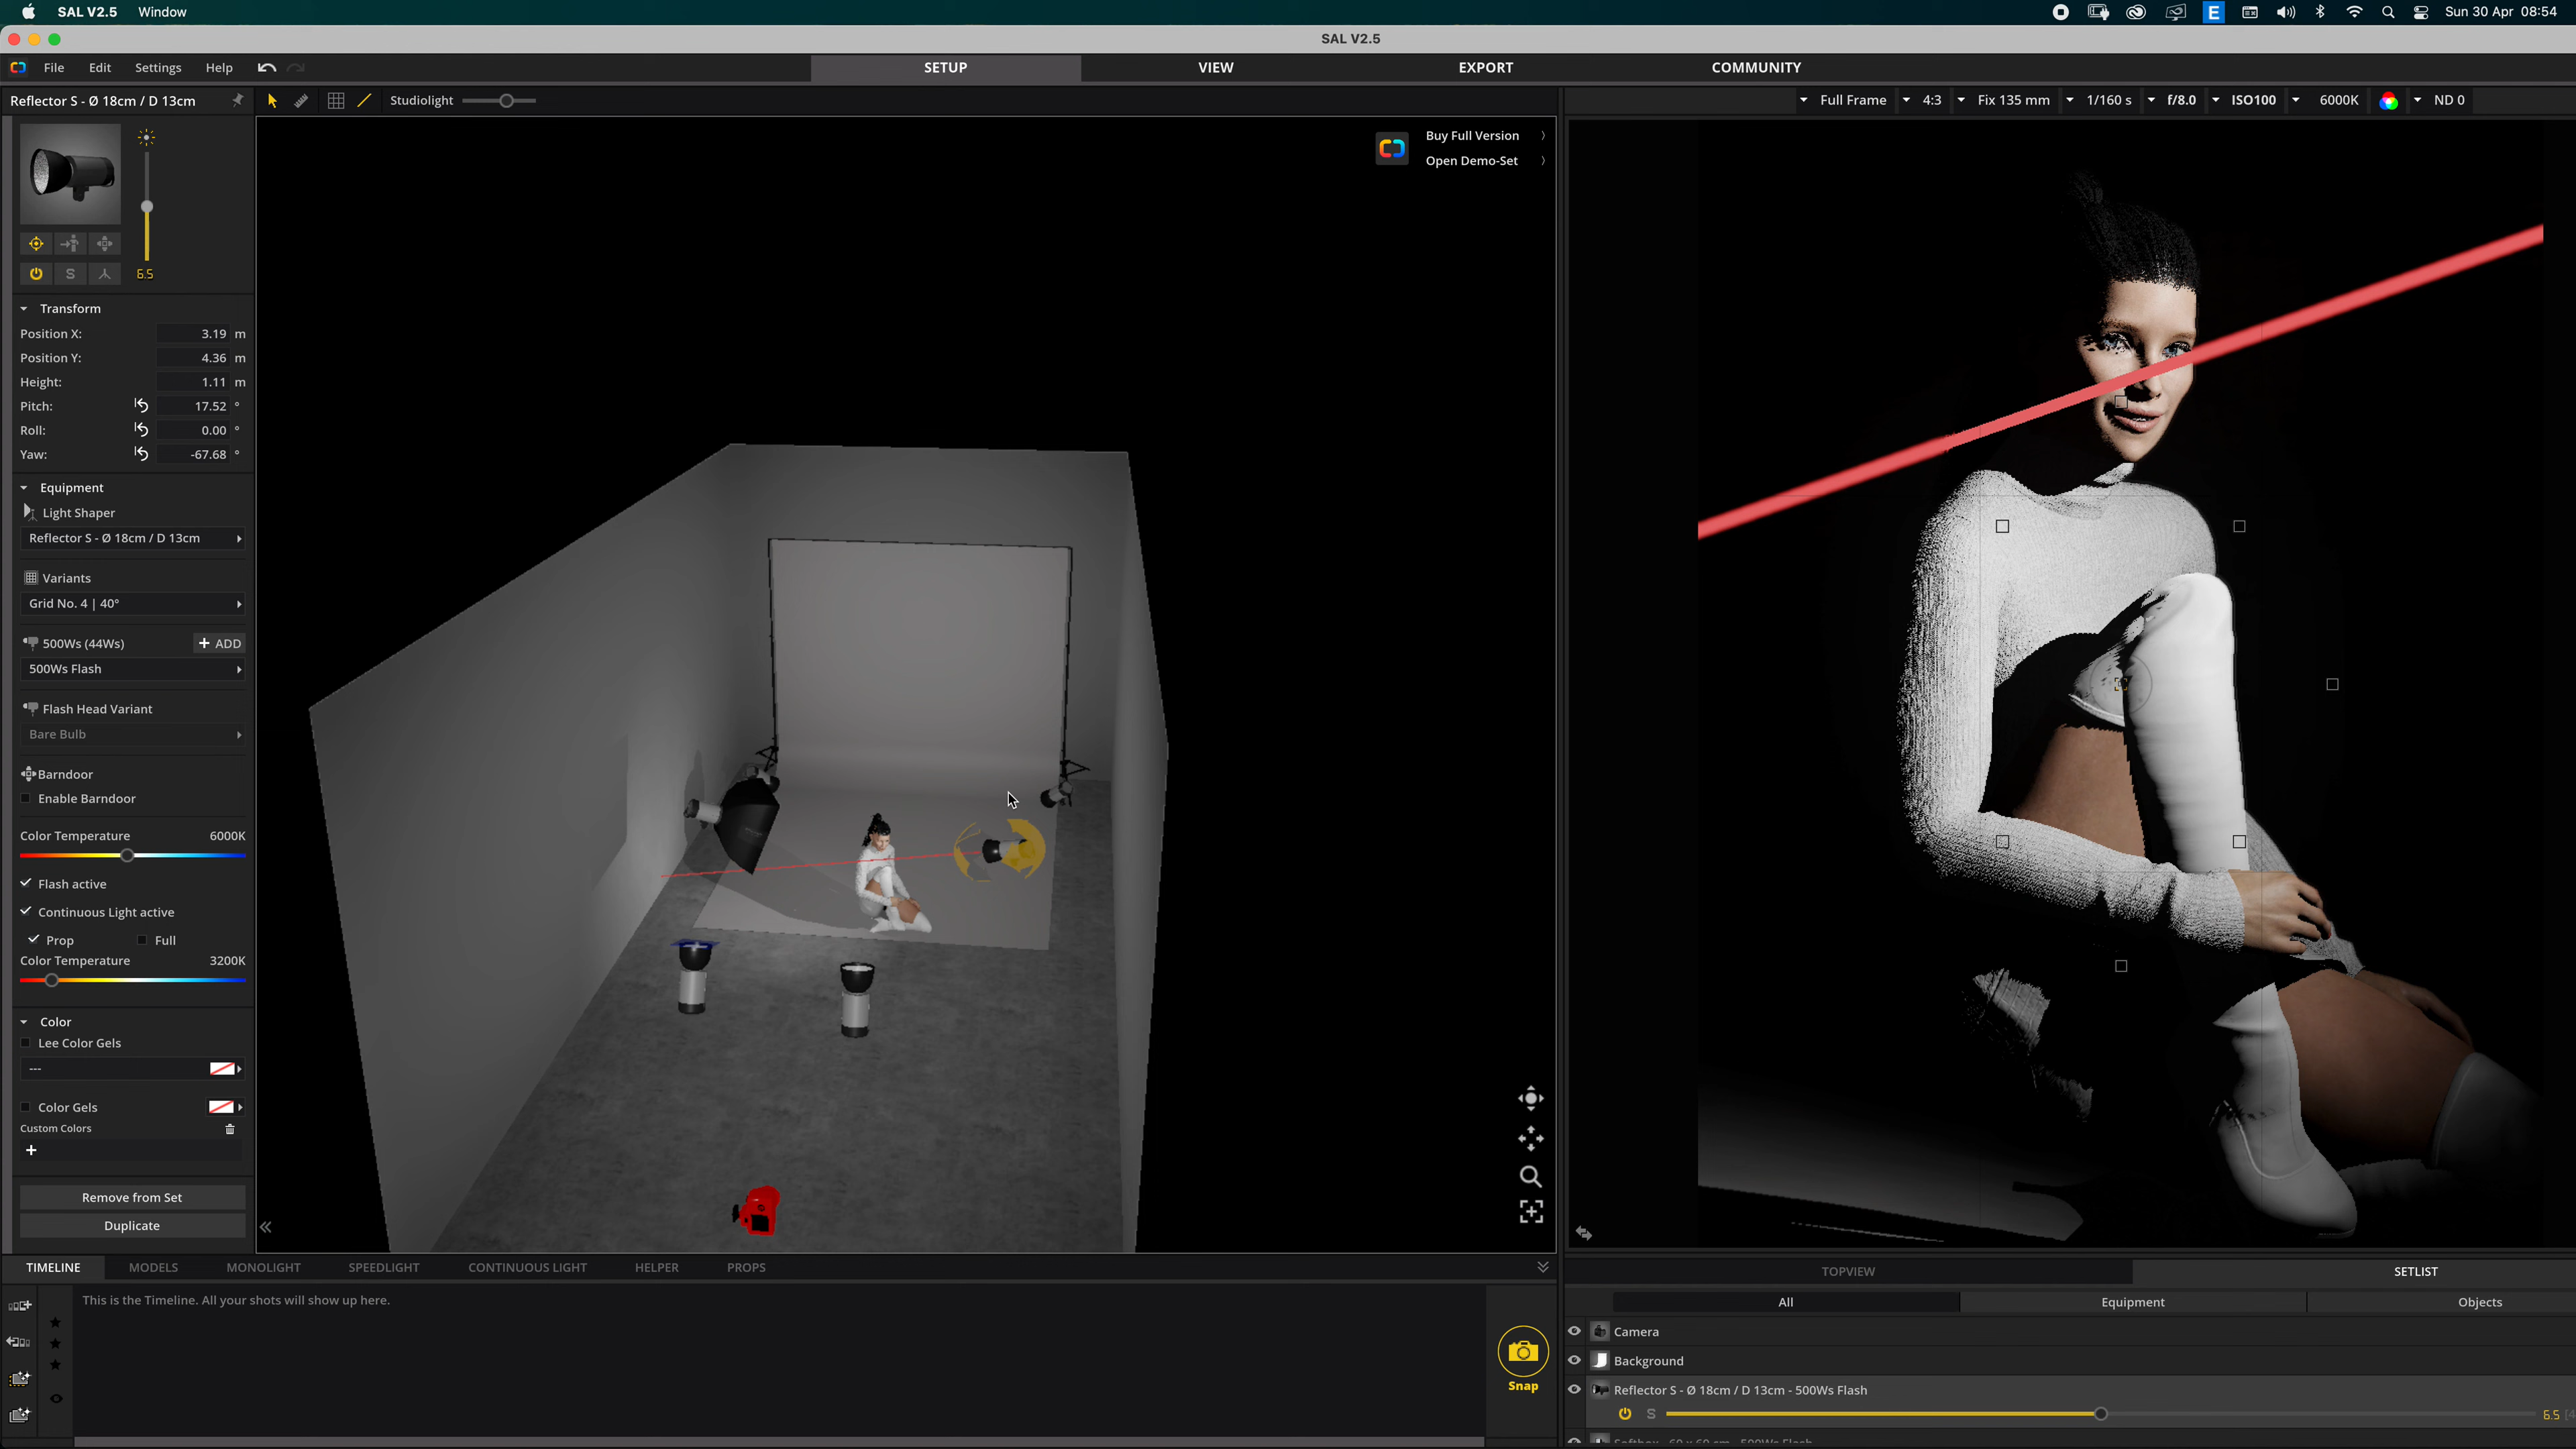 SAL V2.5 Window
E Sun 30 Apr 08:54
SAL V2.5
File Edit Settings Help
SETUP VIEW EXPORT COMMUNITY
Reflector S - Ø 18cm / D 13cm
Studiolight
Full Frame 4:3 Fix 135 mm 1/160 s f/8.0 ISO100 6000K ND 0
Buy Full Version
Open Demo-Set
S 6.5
Transform
Position X: 3.19 m
Position Y: 4.36 m
Height: 1.11 m
Pitch: 17.52 °
Roll: 0.00 °
Yaw: -67.68 °
Equipment
Light Shaper
Reflector S - Ø 18cm / D 13cm
Variants
Grid No. 4 | 40°
500Ws (44Ws) + ADD
500Ws Flash
Flash Head Variant
Bare Bulb
Barndoor
Enable Barndoor
Color Temperature 6000K
Flash active
Continuous Light active
Prop Full
Color Temperature 3200K
Color
Lee Color Gels
---
Color Gels
Custom Colors
+
Remove from Set
Duplicate
TIMELINE MODELS MONOLIGHT SPEEDLIGHT CONTINUOUS LIGHT HELPER PROPS
This is the Timeline. All your shots will show up here.
Snap
TOPVIEW SETLIST
All Equipment Objects
Camera
Background
Reflector S - Ø 18cm / D 13cm - 500Ws Flash
S 6.5 [4
Softbox - 60 x 60 cm - 500Ws Flash